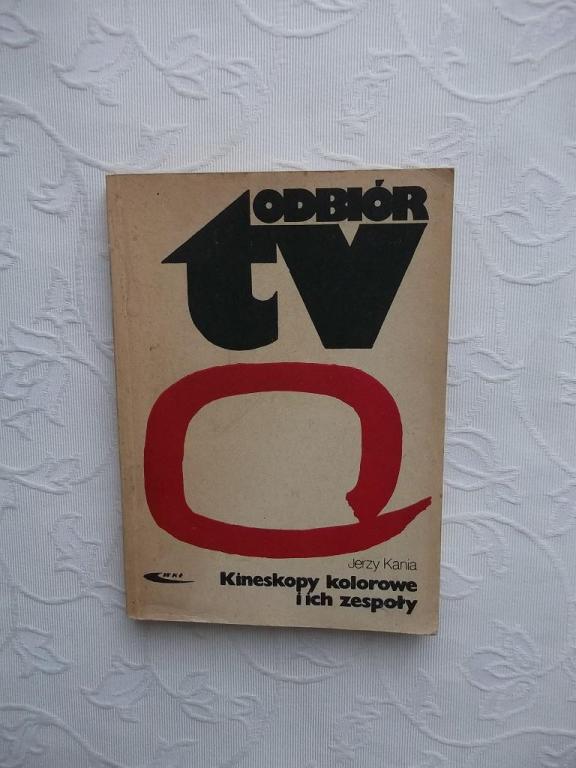 ODBIÓR
tv
Jerzy Kania
WKŁ
Kineskopy kolorowe
i ich zespoły